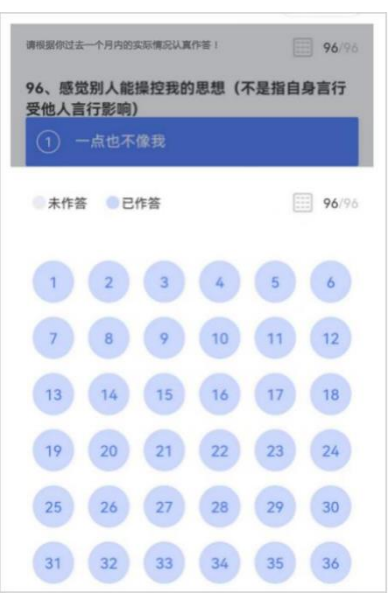 请根据你过去一个月内的实际情况认真作答！ 96/96
96、感觉别人能操控我的思想（不是指自身言行
受他人言行影响）
1 一点也不像我
未作答 已作答 96/96
1 2 3 4 5 6
7 8 9 10 11 12
13 14 15 16 17 18
19 20 21 22 23 24
25 26 27 28 29 30
31 32 33 34 35 36